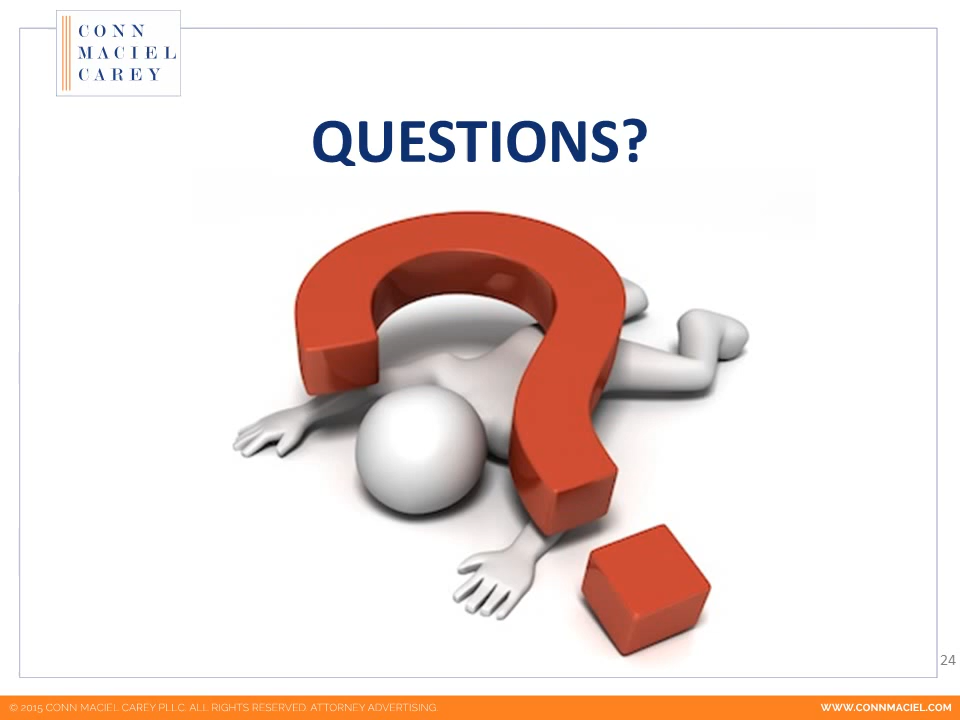 CONN
MACIEL
CAREY
QUESTIONS?
24
© 2015 CONN MACIEL CAREY PLLC. ALL RIGHTS RESERVED. ATTORNEY ADVERTISING.
WWW.CONNMACIEL.COM